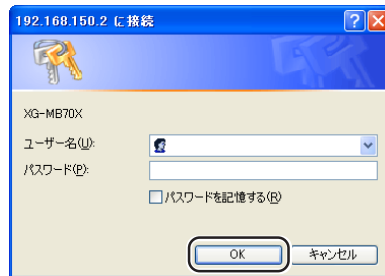 192.168.150.2 に接続
XG-MB70X
ユーザー名(U):
パスワード(P):
パスワードを記憶する(R)
OK キャンセル